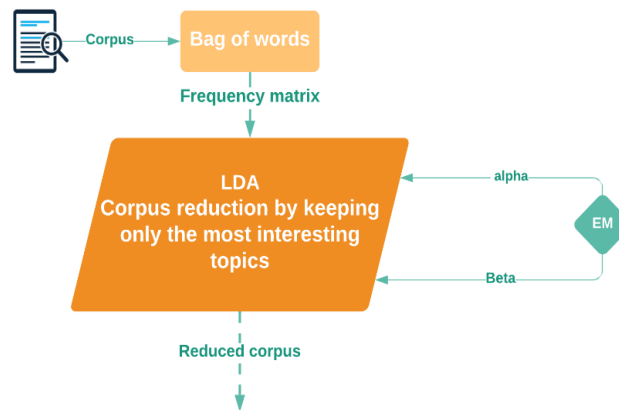 Corpus
Bag of words
Frequency matrix
LDA
Corpus reduction by keeping
only the most interesting
topics
alpha
EM
Beta
Reduced corpus